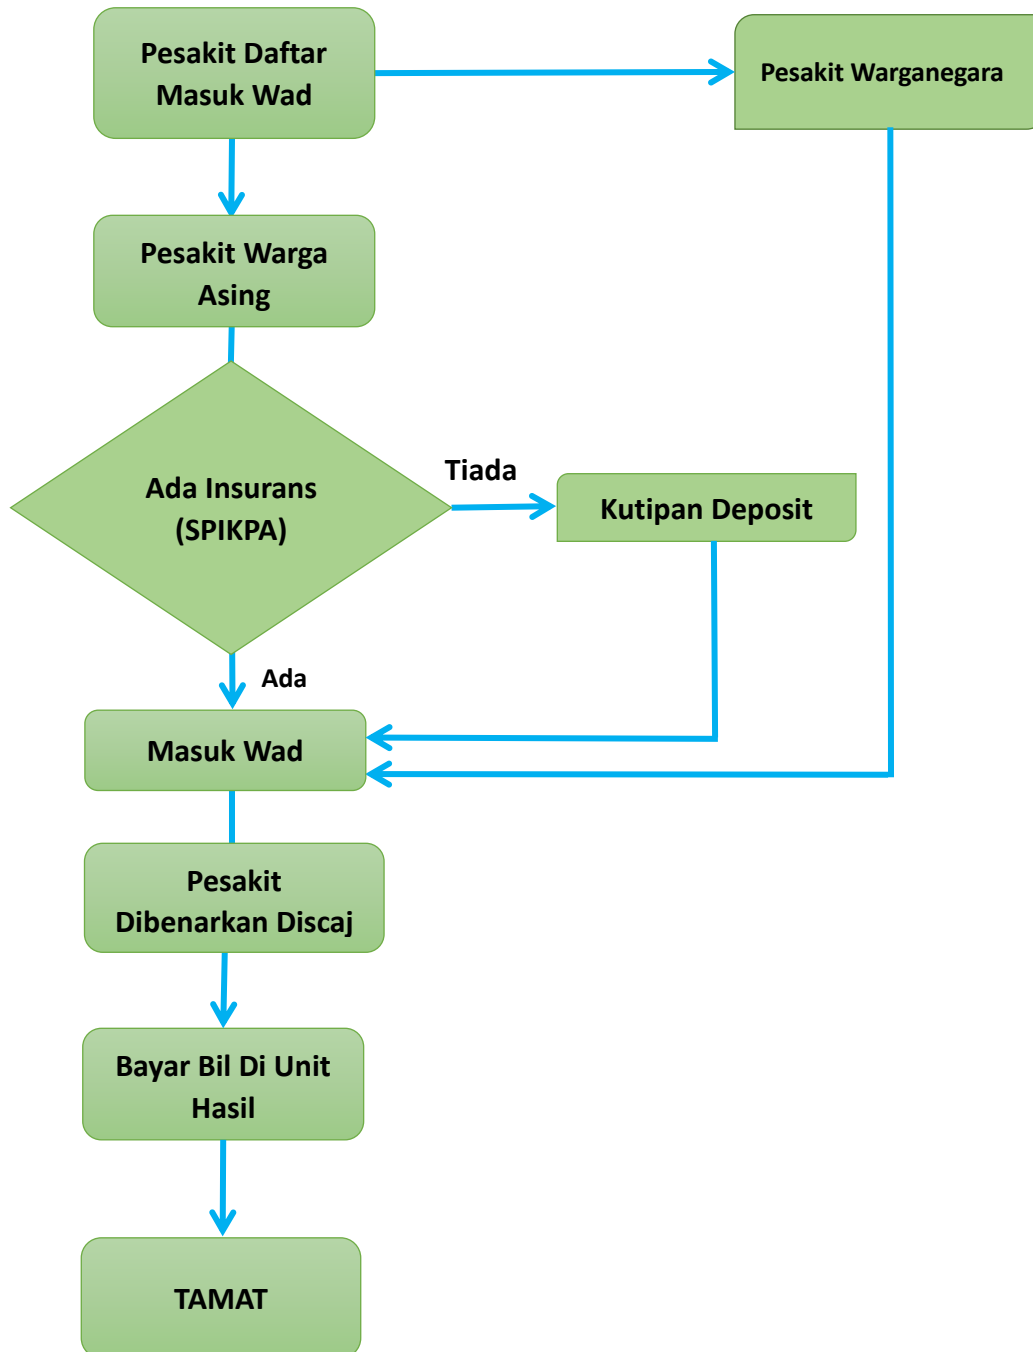 Pesakit Daftar
Masuk Wad
Pesakit Warganegara
Pesakit Warga
Asing
Ada Insurans
(SPIKPA)
Tiada
Kutipan Deposit
Ada
Masuk Wad
Pesakit
Dibenarkan Discaj
Bayar Bil Di Unit
Hasil
TAMAT